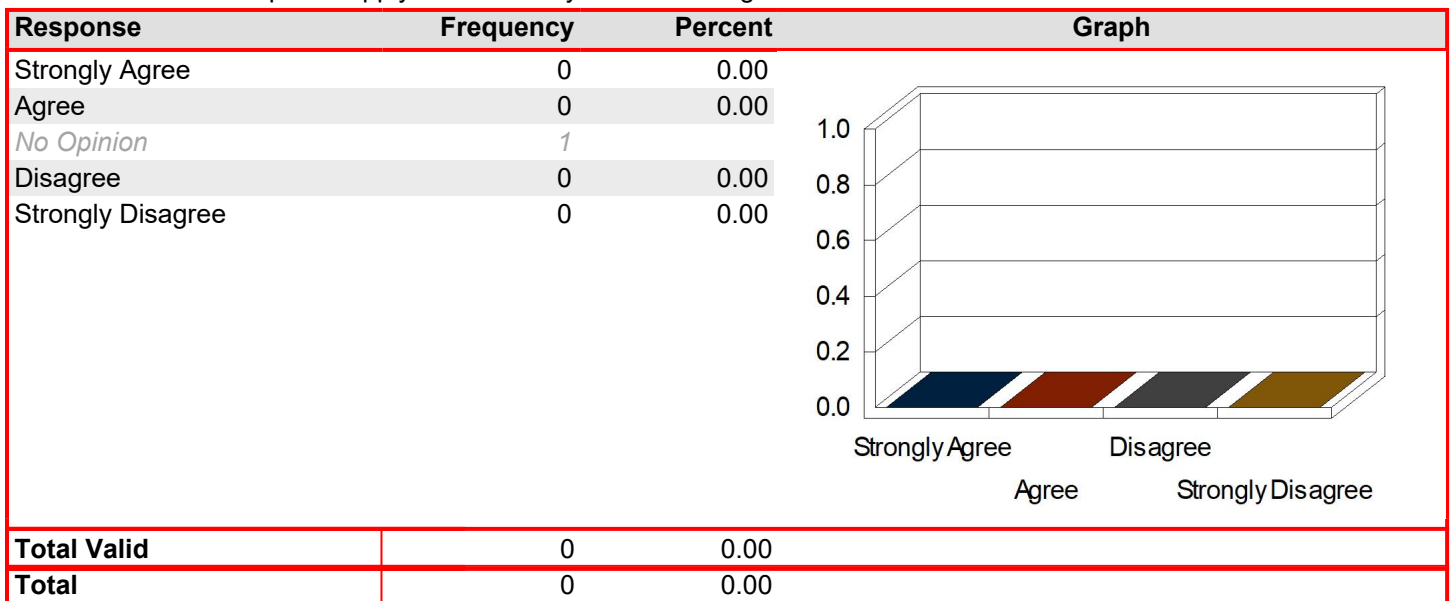 Response Frequency Percent Graph
Strongly Agree 0 0.00
Agree 0 0.00
No Opinion 1
Disagree 0 0.00
Strongly Disagree 0 0.00
1.0
0.8
0.6
0.4
0.2
0.0
Strongly Agree Disagree
Agree Strongly Disagree
Total Valid 0 0.00
Total 0 0.00